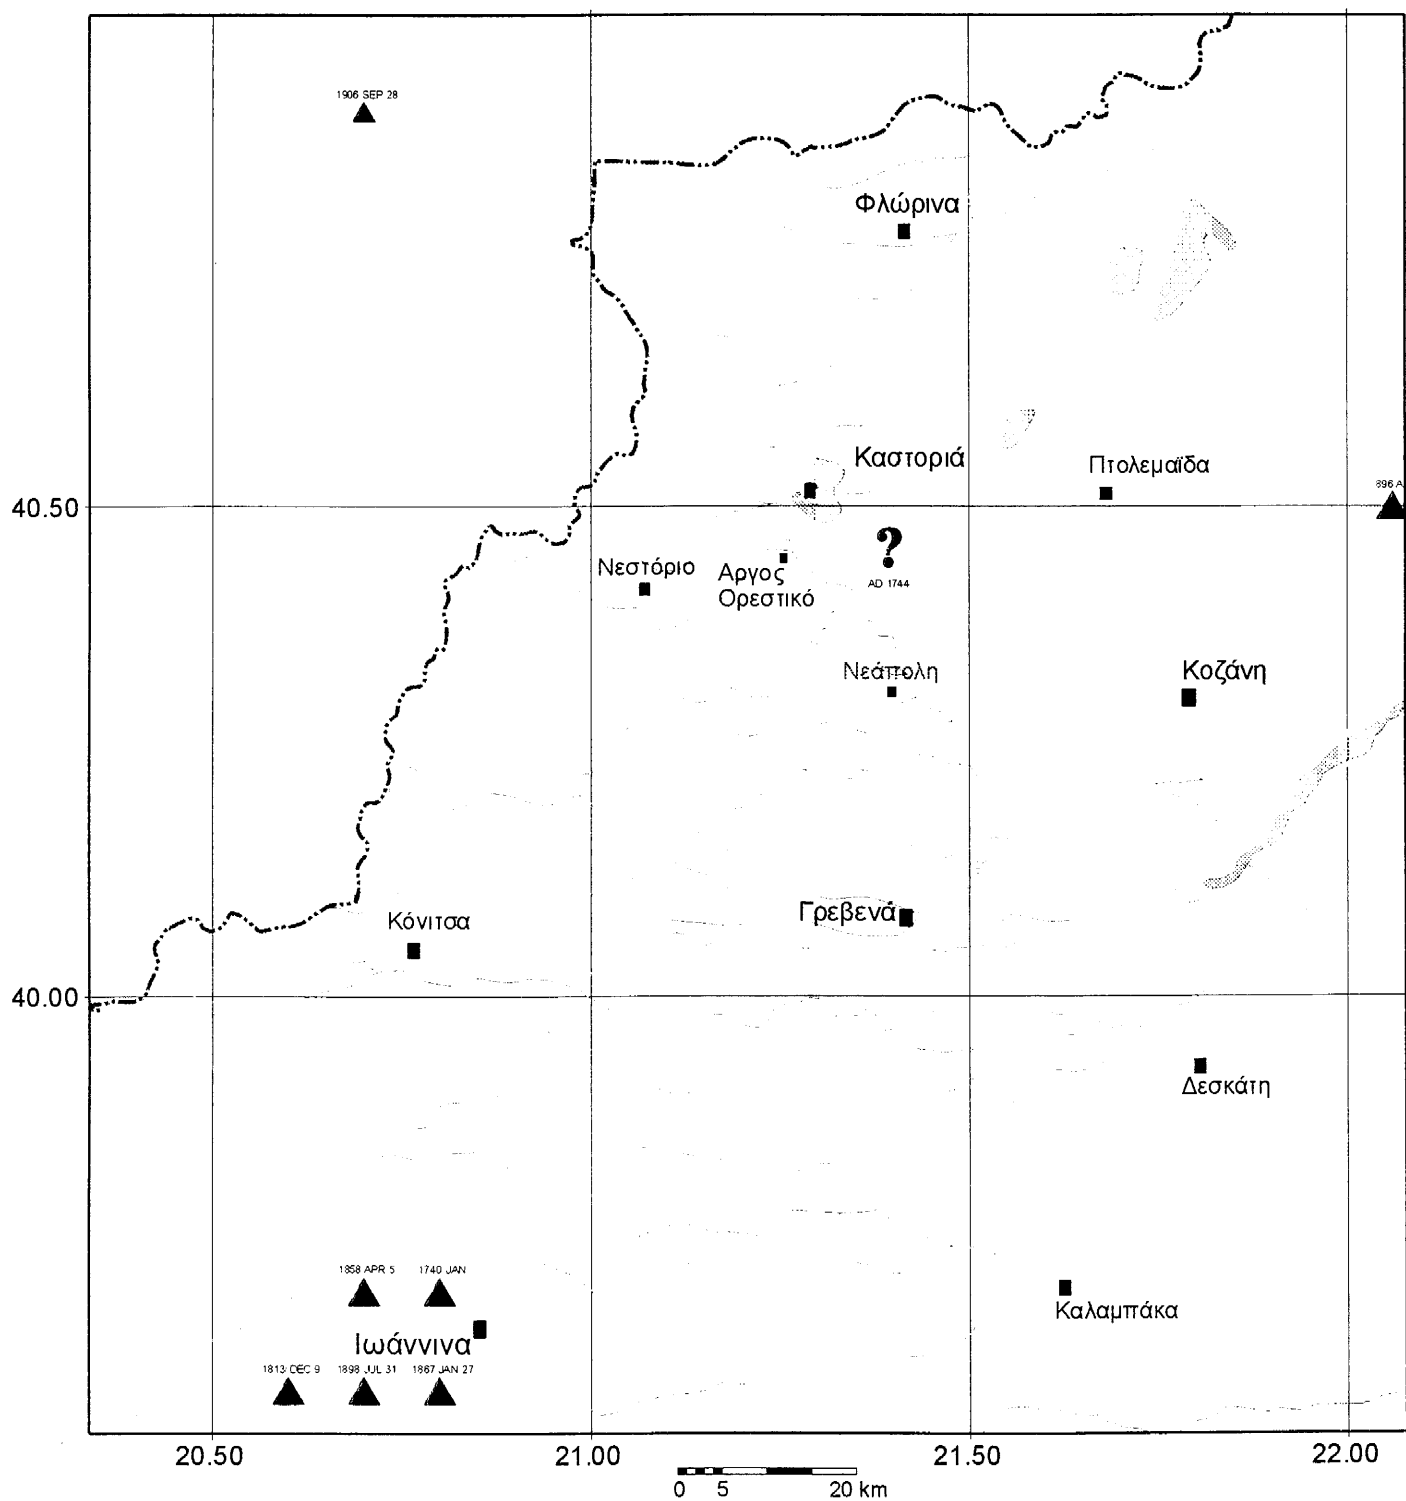 1906 SEP 28
Φλώρινα
Καστοριά
Πτολεμαϊδα
896 A
40.50
Νεστόριο
Αργος
Ορεστικό
?
AD 1744
Νεάπολη
Κοζάνη
Κόνιτσα
Γρεβενά
40.00
Δεσκάτη
1858 APR 5
1740 JAN
Καλαμπάκα
Ιωάννινα
1813 DEC 9
1898 JUL 31
1867 JAN 27
20.50
21.00
21.50
22.00
0 5 20 km